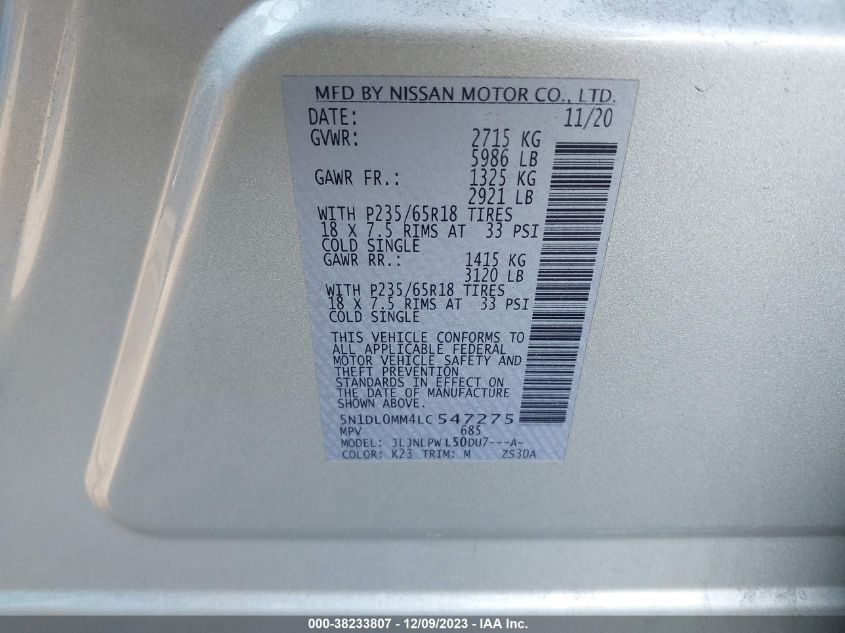 MFD BY NISSAN MOTOR CO., LTD.
DATE: 11/20
GVWR: 2715 KG
5986 LB
GAWR FR.: 1325 KG
2921 LB
WITH P235/65R18 TIRES
18 X 7.5 RIMS AT 33 PSI
COLD SINGLE
GAWR RR.: 1415 KG
3120 LB
WITH P235/65R18 TIRES
18 X 7.5 RIMS AT 33 PSI
COLD SINGLE
THIS VEHICLE CONFORMS TO
ALL APPLICABLE FEDERAL
MOTOR VEHICLE SAFETY AND
THEFT PREVENTION
STANDARDS IN EFFECT ON
THE DATE OF MANUFACTURE
5N1DL0MM4LC547275
MPV 685
MODEL: JLJNLPWL50DU7---A-
COLOR: K23 TRIM: M ZS30A
000-38233807 - 12/09/2023 - IAA Inc.